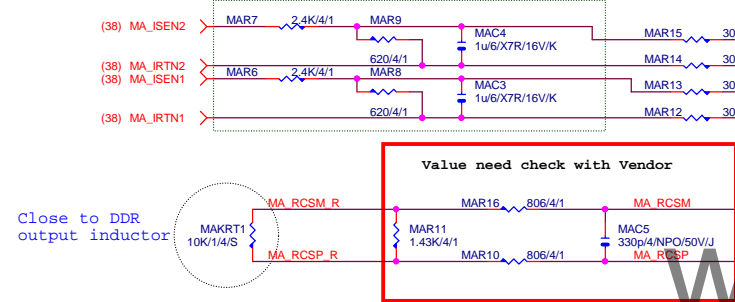 (38) MA_ISEN2 MAR7 2.4K/4/1 MAR9
MAC4
1u/6/X7R/16V/K
MAR15 30
(38) MA_IRTN2 620/4/1 MAR14 30
(38) MA_ISEN1 MAR6 2.4K/4/1 MAR8
MAC3
1u/6/X7R/16V/K
MAR13 30
(38) MA_IRTN1 620/4/1 MAR12 30
Value need check with Vendor
Close to DDR
output inductor
MAKRT1
10K/1/4/S
MA_RCSM_R MAR16 806/4/1 MA_RCSM
MAR11
1.43K/4/1
MAC5
330p/4/NPO/50V/J
MA_RCSP_R MAR10 806/4/1 MA_RCSP
W